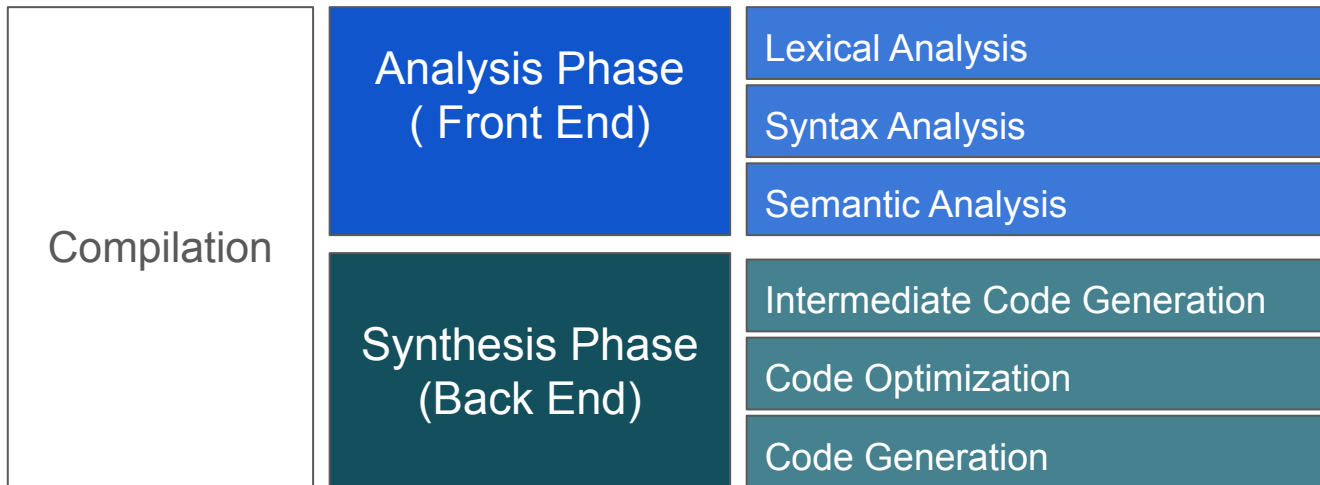 Compilation
Analysis Phase
( Front End)
Lexical Analysis
Syntax Analysis
Semantic Analysis
Synthesis Phase
(Back End)
Intermediate Code Generation
Code Optimization
Code Generation